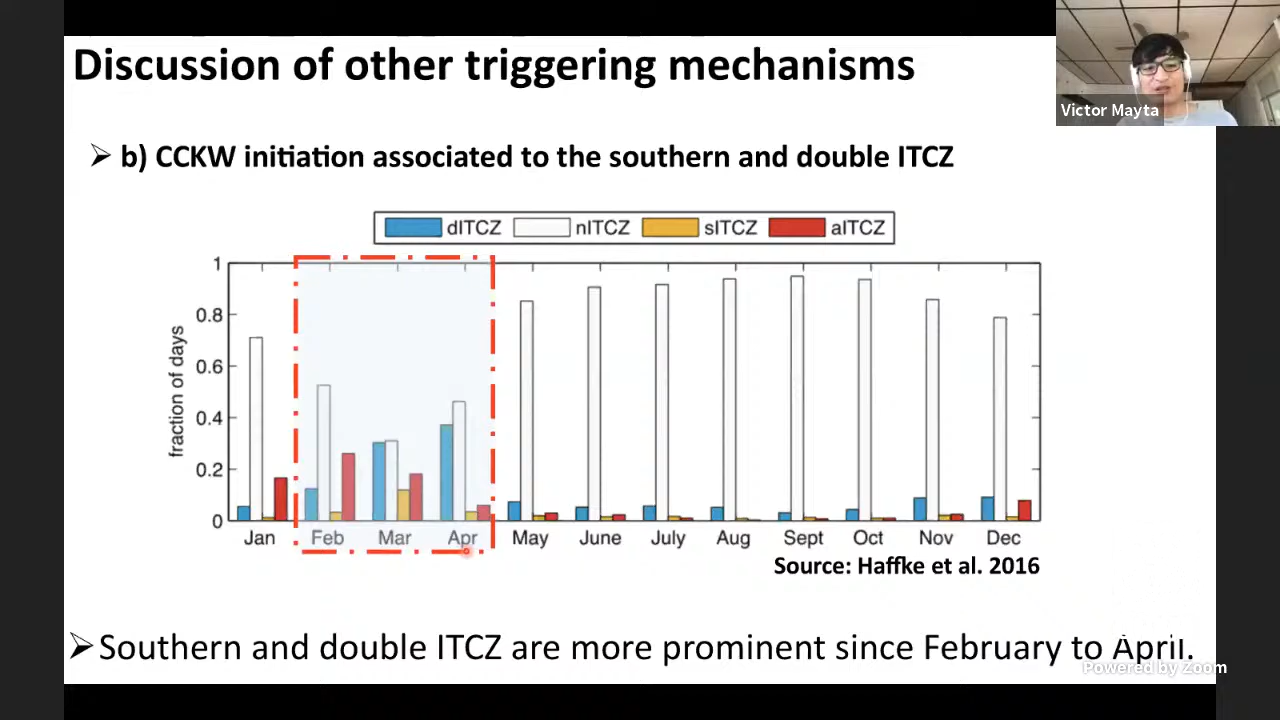 Discussion of other triggering mechanisms
Victor Mayta
➢ b) CCKW initiation associated to the southern and double ITCZ
dITCZ nITCZ sITCZ aITCZ
fraction of days
1
0.8
0.6
0.4
0.2
0
Jan Feb Mar Apr May June July Aug Sept Oct Nov Dec
Source: Haffke et al. 2016
➢ Southern and double ITCZ are more prominent since February to April.
Powered by Zoom